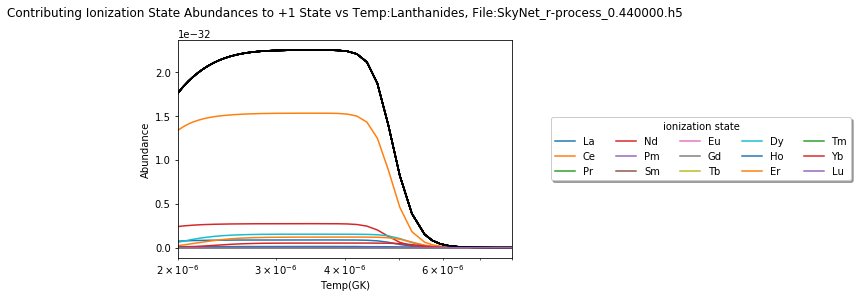 Contributing Ionization State Abundances to +1 State vs Temp:Lanthanides, File:SkyNet_r-process_0.440000.h5
1e−32
2.0
1.5
1.0
0.5
0.0
Abundance
2 × 10⁻⁶ 3 × 10⁻⁶ 4 × 10⁻⁶ 6 × 10⁻⁶
Temp(GK)
ionization state
La Nd Eu Dy Tm
Ce Pm Gd Ho Yb
Pr Sm Tb Er Lu